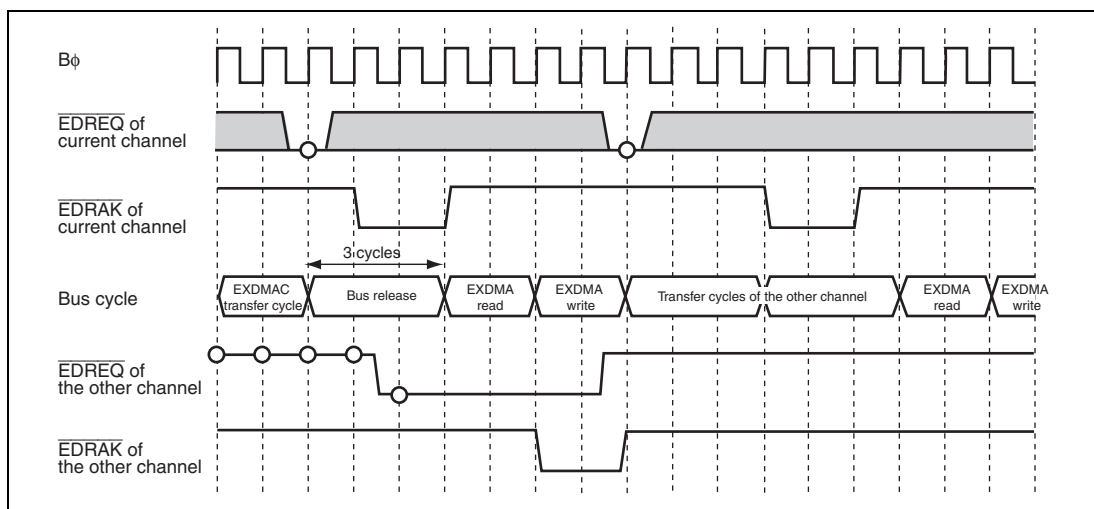 Bϕ
EDREQ of
current channel
EDRAK of
current channel
3 cycles
Bus cycle
EXDMAC
transfer cycle
Bus release
EXDMA
read
EXDMA
write
Transfer cycles of the other channel
EXDMA
read
EXDMA
write
EDREQ of
the other channel
EDRAK of
the other channel